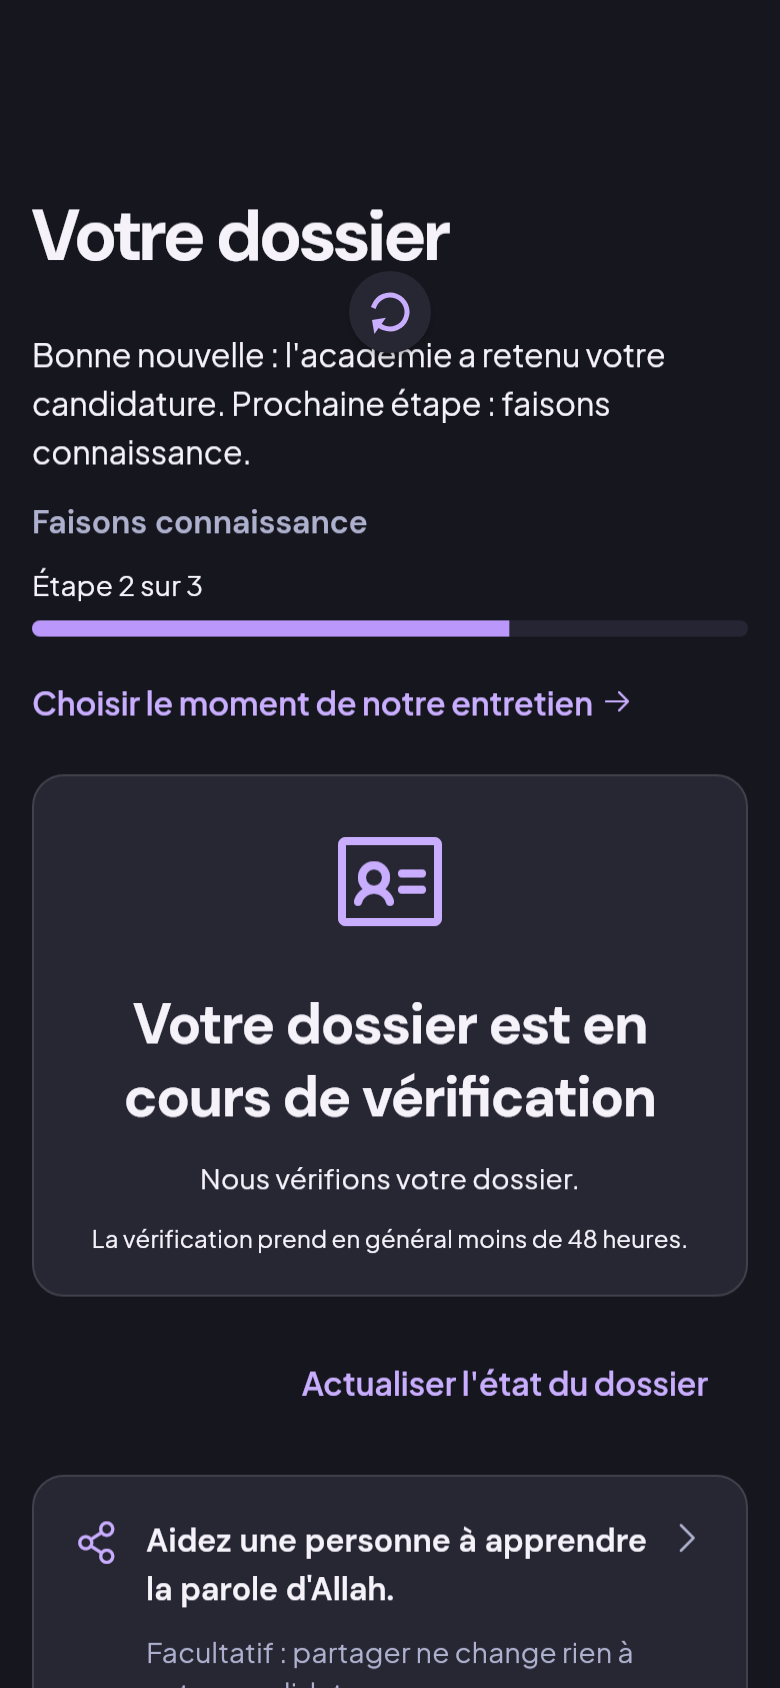 Votre dossier
Bonne nouvelle : l'académie a retenu votre
candidature. Prochaine étape : faisons
connaissance.
Faisons connaissance
Étape 2 sur 3
Choisir le moment de notre entretien →
Votre dossier est en
cours de vérification
Nous vérifions votre dossier.
La vérification prend en général moins de 48 heures.
Actualiser l'état du dossier
Aidez une personne à apprendre
la parole d'Allah.
Facultatif : partager ne change rien à